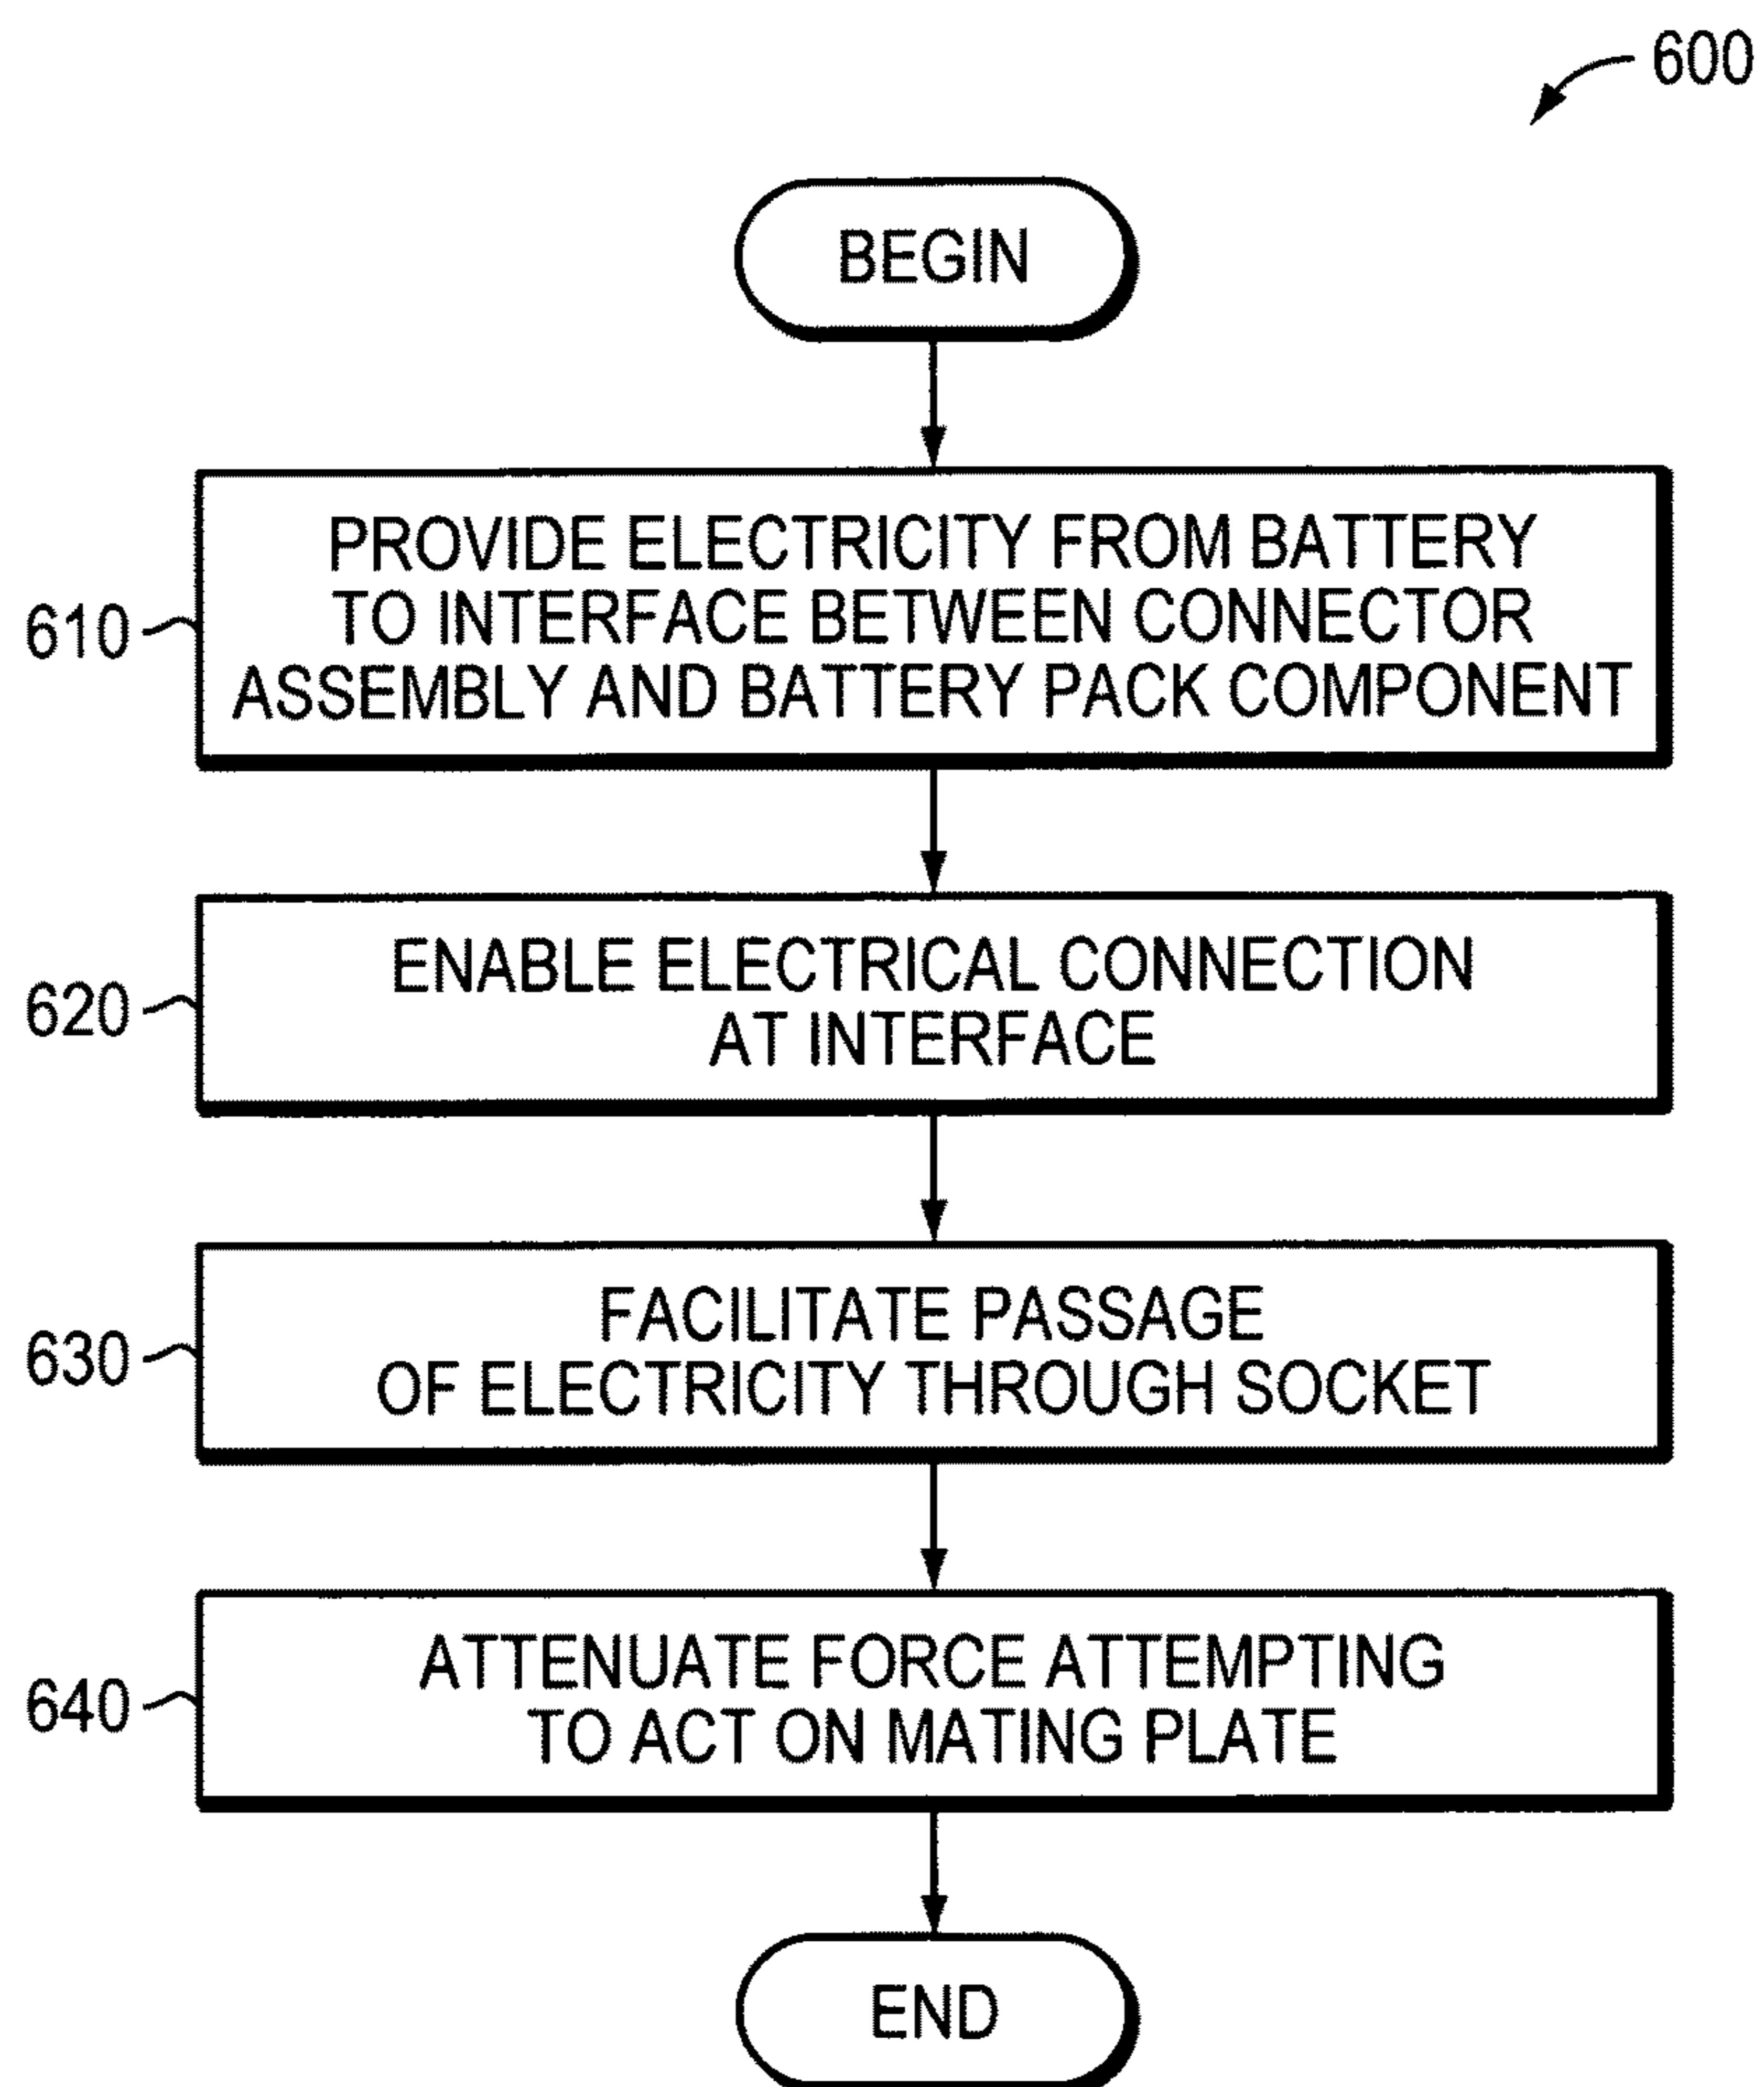 600
BEGIN
610
PROVIDE ELECTRICITY FROM BATTERY
TO INTERFACE BETWEEN CONNECTOR
ASSEMBLY AND BATTERY PACK COMPONENT
620
ENABLE ELECTRICAL CONNECTION
AT INTERFACE
630
FACILITATE PASSAGE
OF ELECTRICITY THROUGH SOCKET
640
ATTENUATE FORCE ATTEMPTING
TO ACT ON MATING PLATE
END